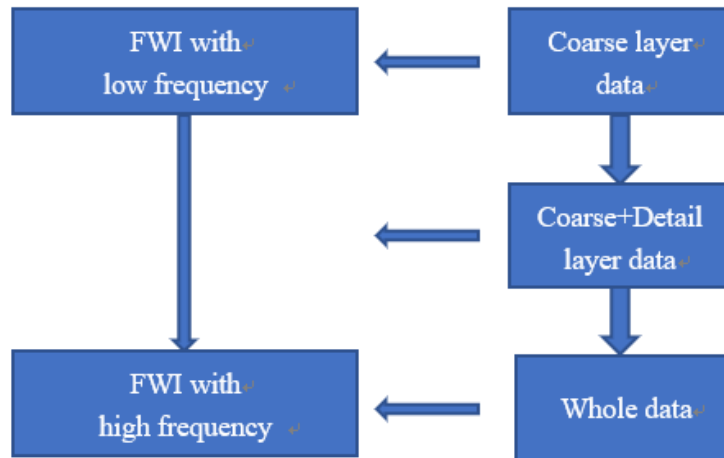 FWI with
low frequency
Coarse layer
data
Coarse+Detail
layer data
FWI with
high frequency
Whole data